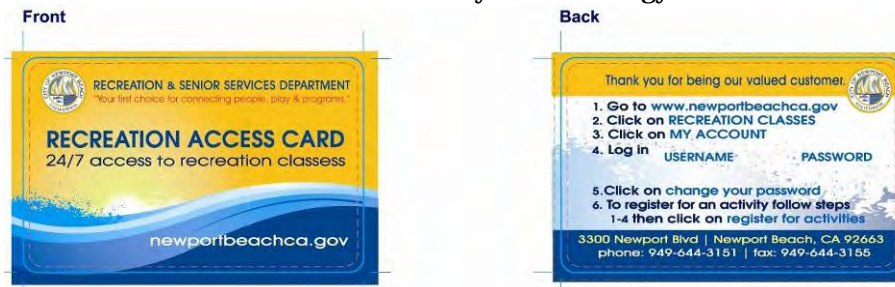 Front
RECREATION & SENIOR SERVICES DEPARTMENT
"Your first choice for connecting people, play & programs."
RECREATION ACCESS CARD
24/7 access to recreation classess
newportbeachca.gov
Back
Thank you for being our valued customer.
1. Go to www.newportbeachca.gov
2. Click on RECREATION CLASSES
3. Click on MY ACCOUNT
4. Log in USERNAME PASSWORD
5.Click on change your password
6. To register for an activity follow steps
1-4 then click on register for activities
3300 Newport Blvd | Newport Beach, CA 92663
phone: 949-644-3151 | fax: 949-644-3155